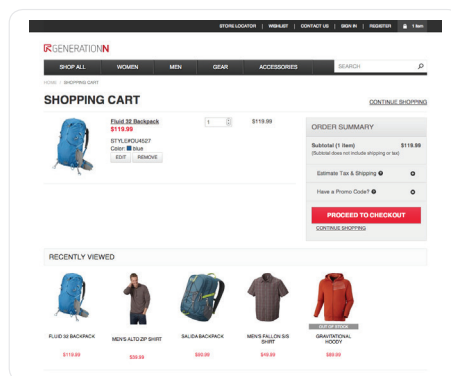 STORE LOCATOR | WISHLIST | CONTACT US | SIGN IN | REGISTER 1 Item
GENERATIONN
SHOP ALL WOMEN MEN GEAR ACCESSORIES SEARCH
HOME / SHOPPING CART
SHOPPING CART
CONTINUE SHOPPING
Fluid 32 Backpack 1 $119.99
$119.99
STYLE#OU4527
Color: blue
EDIT REMOVE
ORDER SUMMARY
Subtotal (1 Item) $119.99
(Subtotal does not include shipping or tax)
Estimate Tax & Shipping
Have a Promo Code?
PROCEED TO CHECKOUT
CONTINUE SHOPPING
RECENTLY VIEWED
OUT OF STOCK
FLUID 32 BACKPACK MEN'S ALTO ZIP SHIRT SALIDA BACKPACK MEN'S FALLON S/S SHIRT GRAVITATIONAL HOODY
$119.99 $59.99 $99.99 $49.99 $89.99